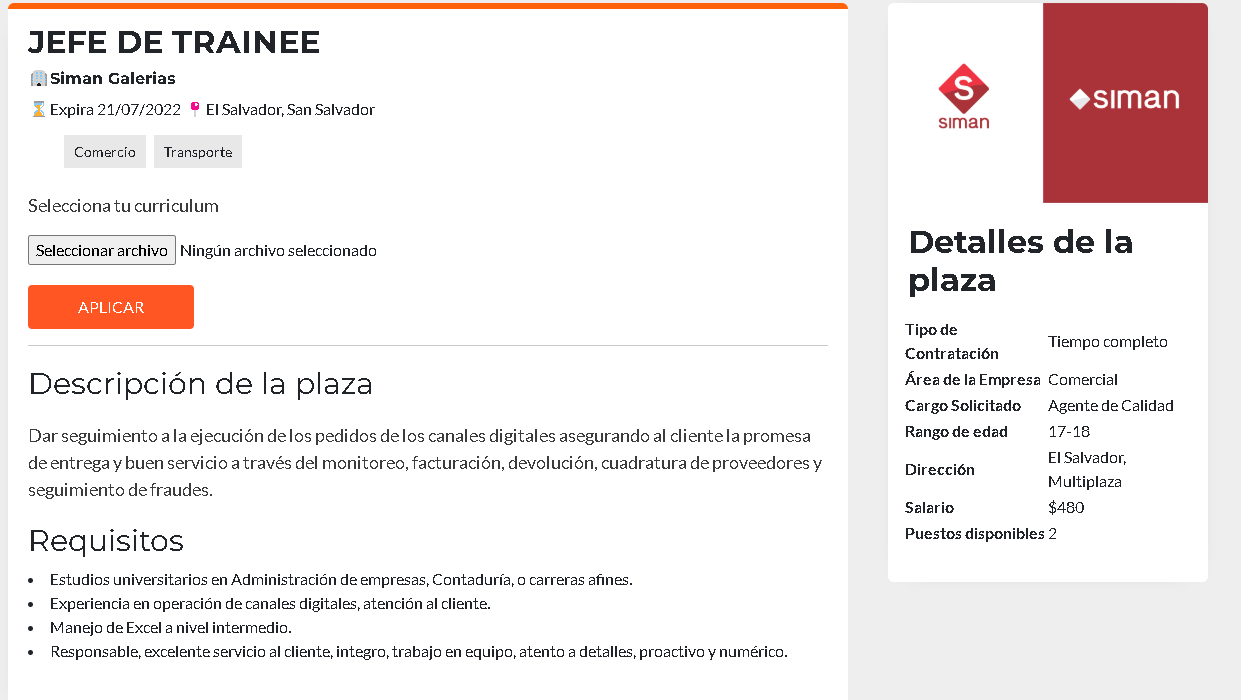 JEFE DE TRAINEE
Siman Galerias
Expira 21/07/2022 El Salvador, San Salvador
Comercio Transporte
Selecciona tu curriculum
Seleccionar archivo Ningún archivo seleccionado
APLICAR
Descripción de la plaza
Dar seguimiento a la ejecución de los pedidos de los canales digitales asegurando al cliente la promesa
de entrega y buen servicio a través del monitoreo, facturación, devolución, cuadratura de proveedores y
seguimiento de fraudes.
Requisitos
• Estudios universitarios en Administración de empresas, Contaduría, o carreras afines.
• Experiencia en operación de canales digitales, atención al cliente.
• Manejo de Excel a nivel intermedio.
• Responsable, excelente servicio al cliente, integro, trabajo en equipo, atento a detalles, proactivo y numérico.
S
siman
siman
Detalles de la
plaza
Tipo de
Contratación Tiempo completo
Área de la Empresa Comercial
Cargo Solicitado Agente de Calidad
Rango de edad 17-18
Dirección El Salvador,
Multiplaza
Salario $480
Puestos disponibles 2